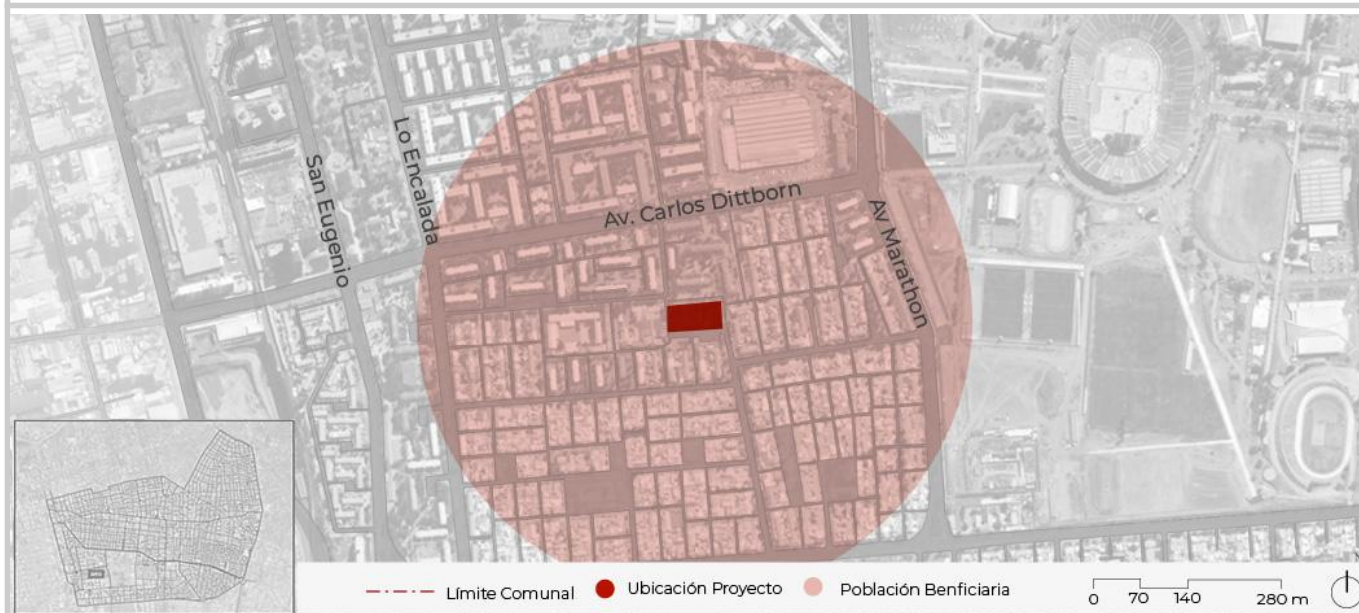 San Eugenio
Lo Encalada
Av. Carlos Dittborn
Av Marathon
Límite Comunal
Ubicación Proyecto
Población Benficiaria
0 70 140 280 m